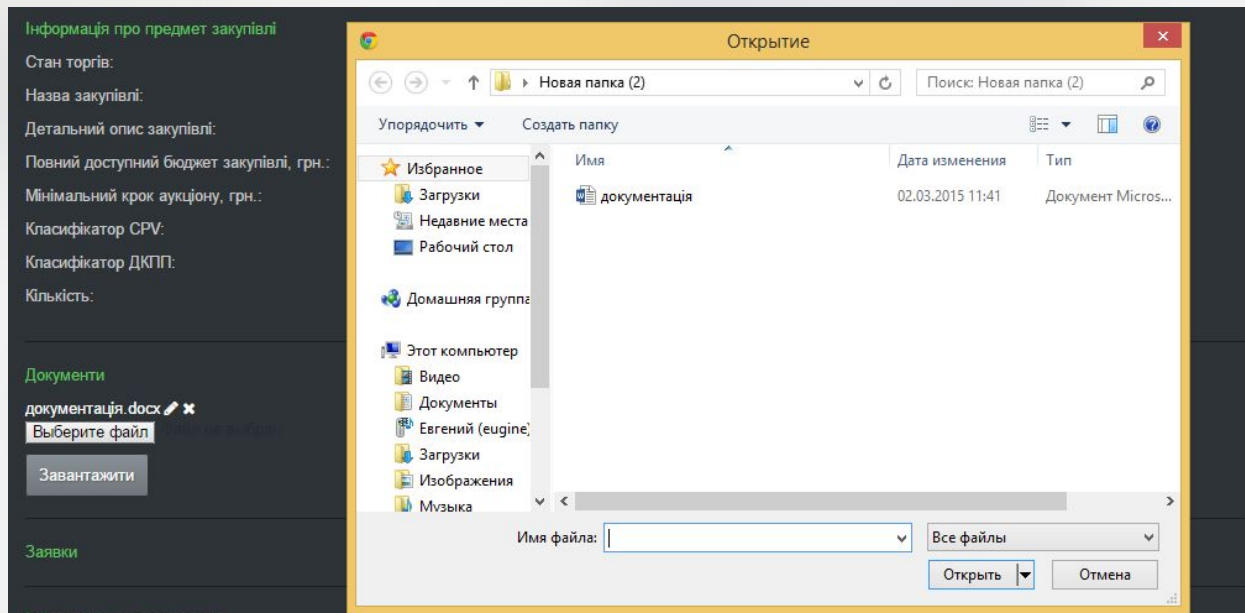 Інформація про предмет закупівлі
Стан торгів:
Назва закупівлі:
Детальний опис закупівлі:
Повний доступний бюджет закупівлі, грн.:
Мінімальний крок аукціону, грн.:
Класифікатор CPV:
Класифікатор ДКПП:
Кількість:
Документи
документація.docx
Выберите файл Файл не выбран
Завантажити
Заявки
Открытие
Новая папка (2)
Поиск: Новая папка (2)
Упорядочить
Создать папку
Избранное
Загрузки
Недавние места
Рабочий стол
Домашняя группа
Этот компьютер
Видео
Документы
Евгений (eugine)
Загрузки
Изображения
Музыка
Имя Дата изменения Тип
документація 02.03.2015 11:41 Документ Micros...
Имя файла:
Все файлы
Открыть
Отмена